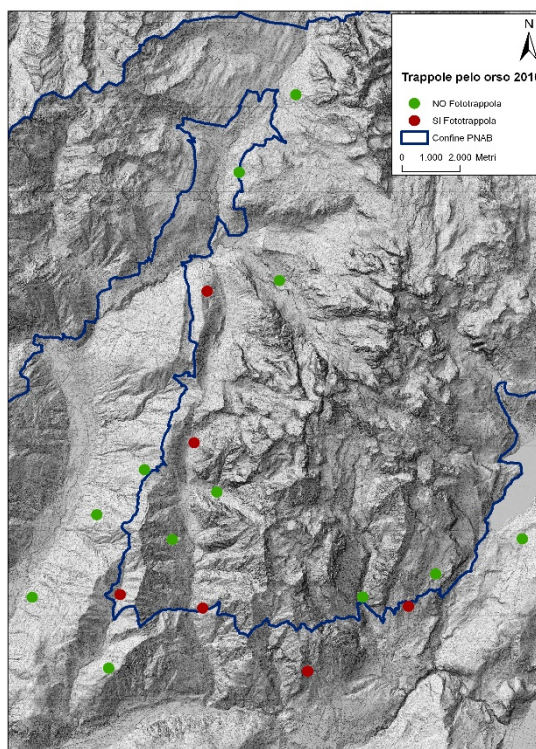 N
Trappole pelo orso 2010
NO Fototrappola
SI Fototrappola
Confine PNAB
0 1.000 2.000 Metri